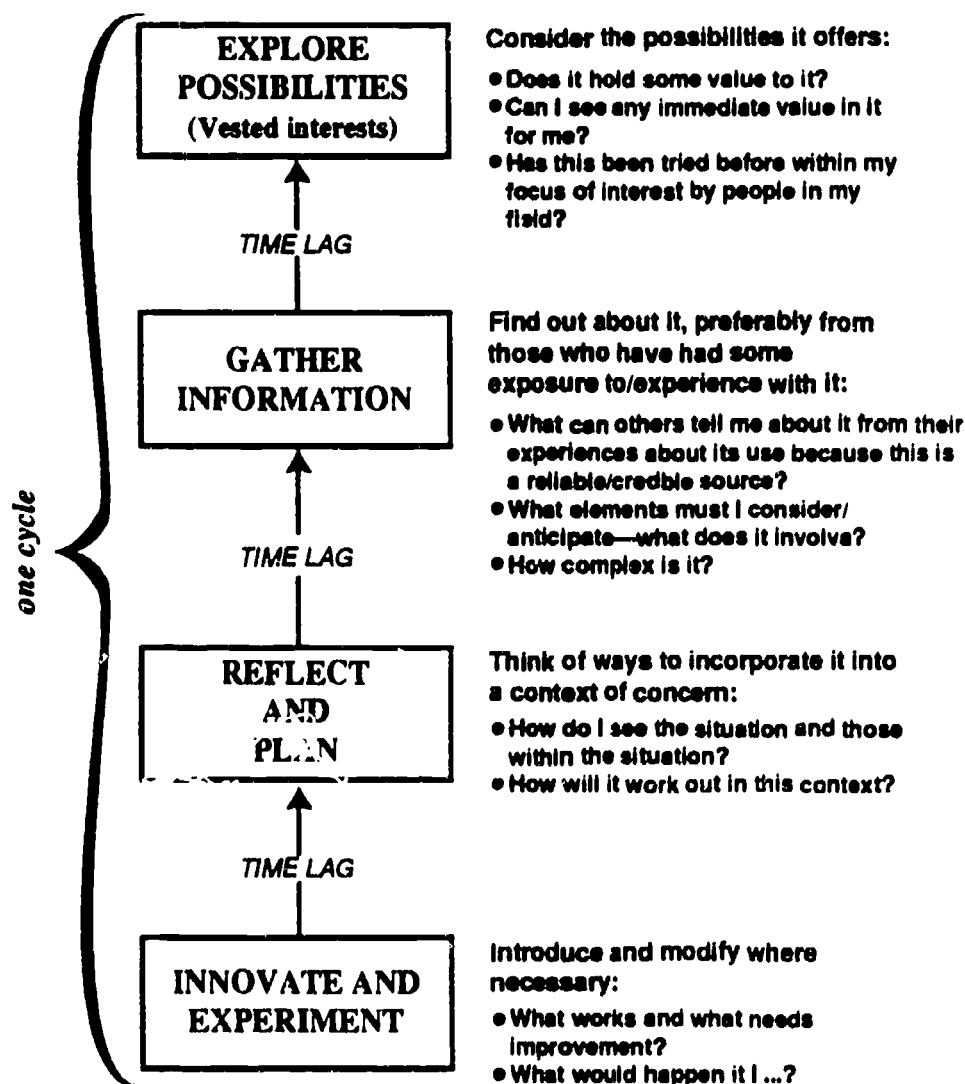 one cycle
EXPLORE
POSSIBILITIES
(Vested interests)
Consider the possibilities it offers:
• Does it hold some value to it?
• Can I see any immediate value in it
for me?
• Has this been tried before within my
focus of interest by people in my
field?
TIME LAG
GATHER
INFORMATION
Find out about it, preferably from
those who have had some
exposure to/experience with it:
• What can others tell me about it from their
experiences about its use because this is
a reliable/credble source?
• What elements must I consider/
anticipate—what does it involva?
• How complex is it?
TIME LAG
REFLECT
AND
PLAN
Think of ways to incorporate it into
a context of concern:
• How do I see the situation and those
within the situation?
• How will it work out in this context?
TIME LAG
INNOVATE AND
EXPERIMENT
Introduce and modify where
necessary:
• What works and what needs
improvement?
• What would happen it I ...?